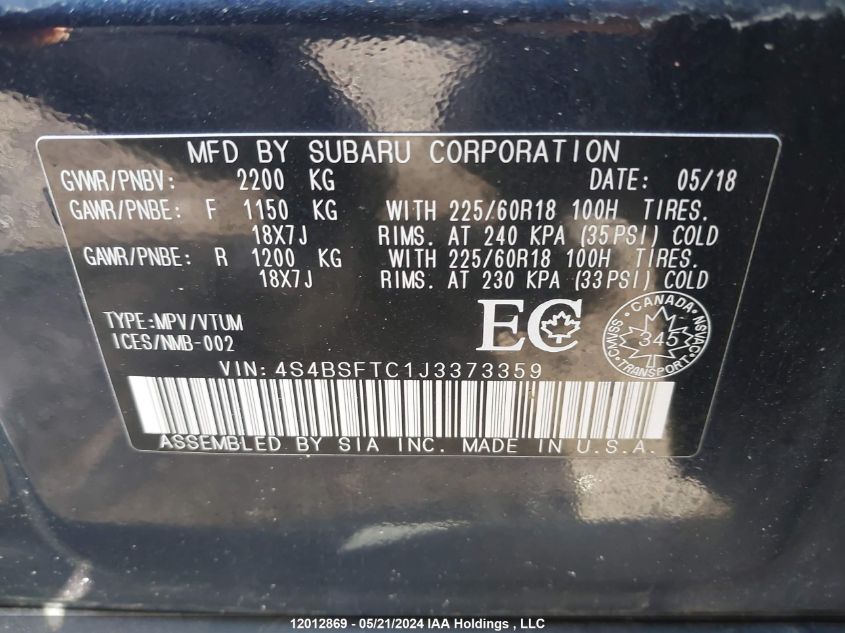 MFD BY SUBARU CORPORATION
GVWR/PNBV: 2200 KG DATE: 05/18
GAWR/PNBE: F 1150 KG WITH 225/60R18 100H TIRES.
18X7J RIMS. AT 240 KPA (35PSI) COLD
GAWR/PNBE: R 1200 KG WITH 225/60R18 100H TIRES.
18X7J RIMS. AT 230 KPA (33PSI) COLD
TYPE:MPV/VTUM
ICES/NMB-002
EC
CANADA
CMVSS 345 NSVAC
TRANSPORT
VIN: 4S4BSFTC1J3373359
ASSEMBLED BY SIA INC. MADE IN U.S.A.
12012869 - 05/21/2024 IAA Holdings , LLC